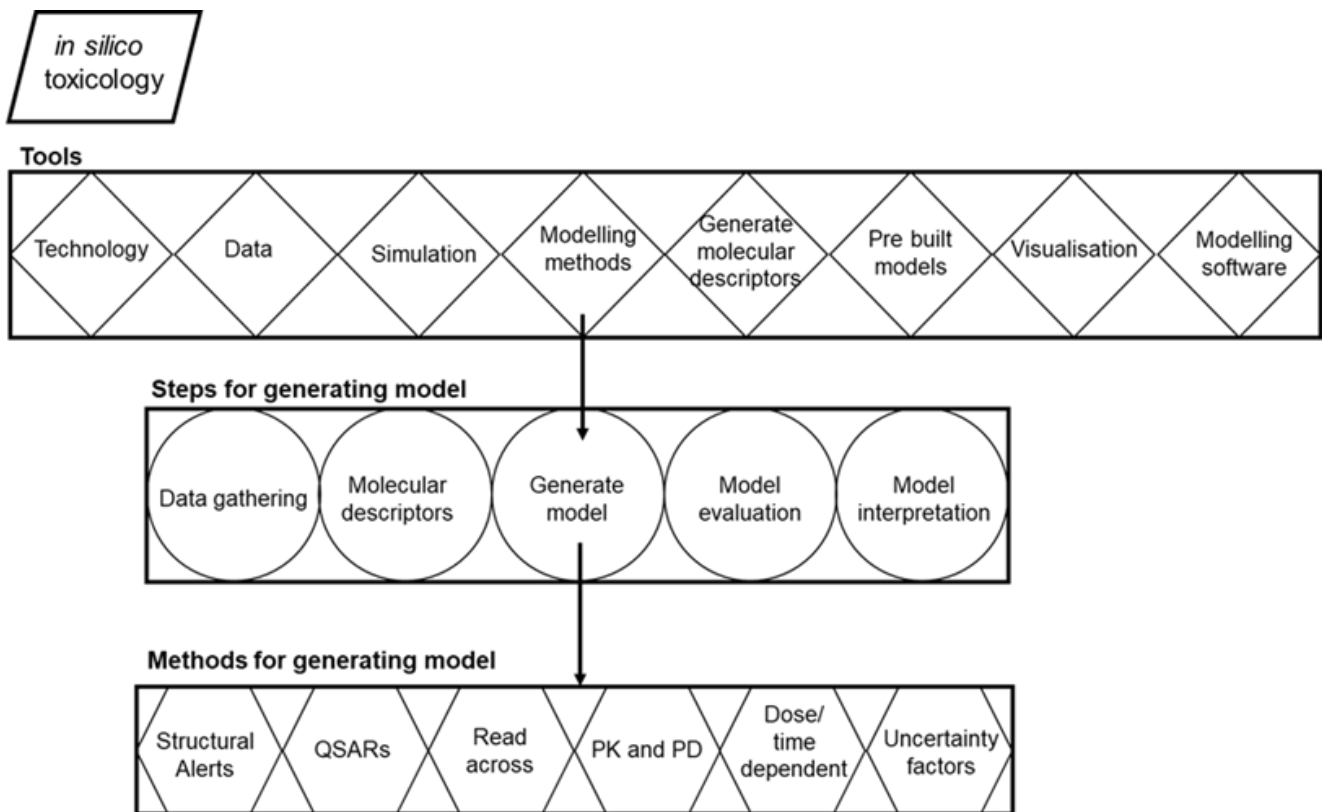 in silico
toxicology
Tools
Technology
Data
Simulation
Modelling
methods
Generate
molecular
descriptors
Pre built
models
Visualisation
Modelling
software
Steps for generating model
Data gathering
Molecular
descriptors
Generate
model
Model
evaluation
Model
interpretation
Methods for generating model
Structural
Alerts
QSARs
Read
across
PK and PD
Dose/
time
dependent
Uncertainty
factors